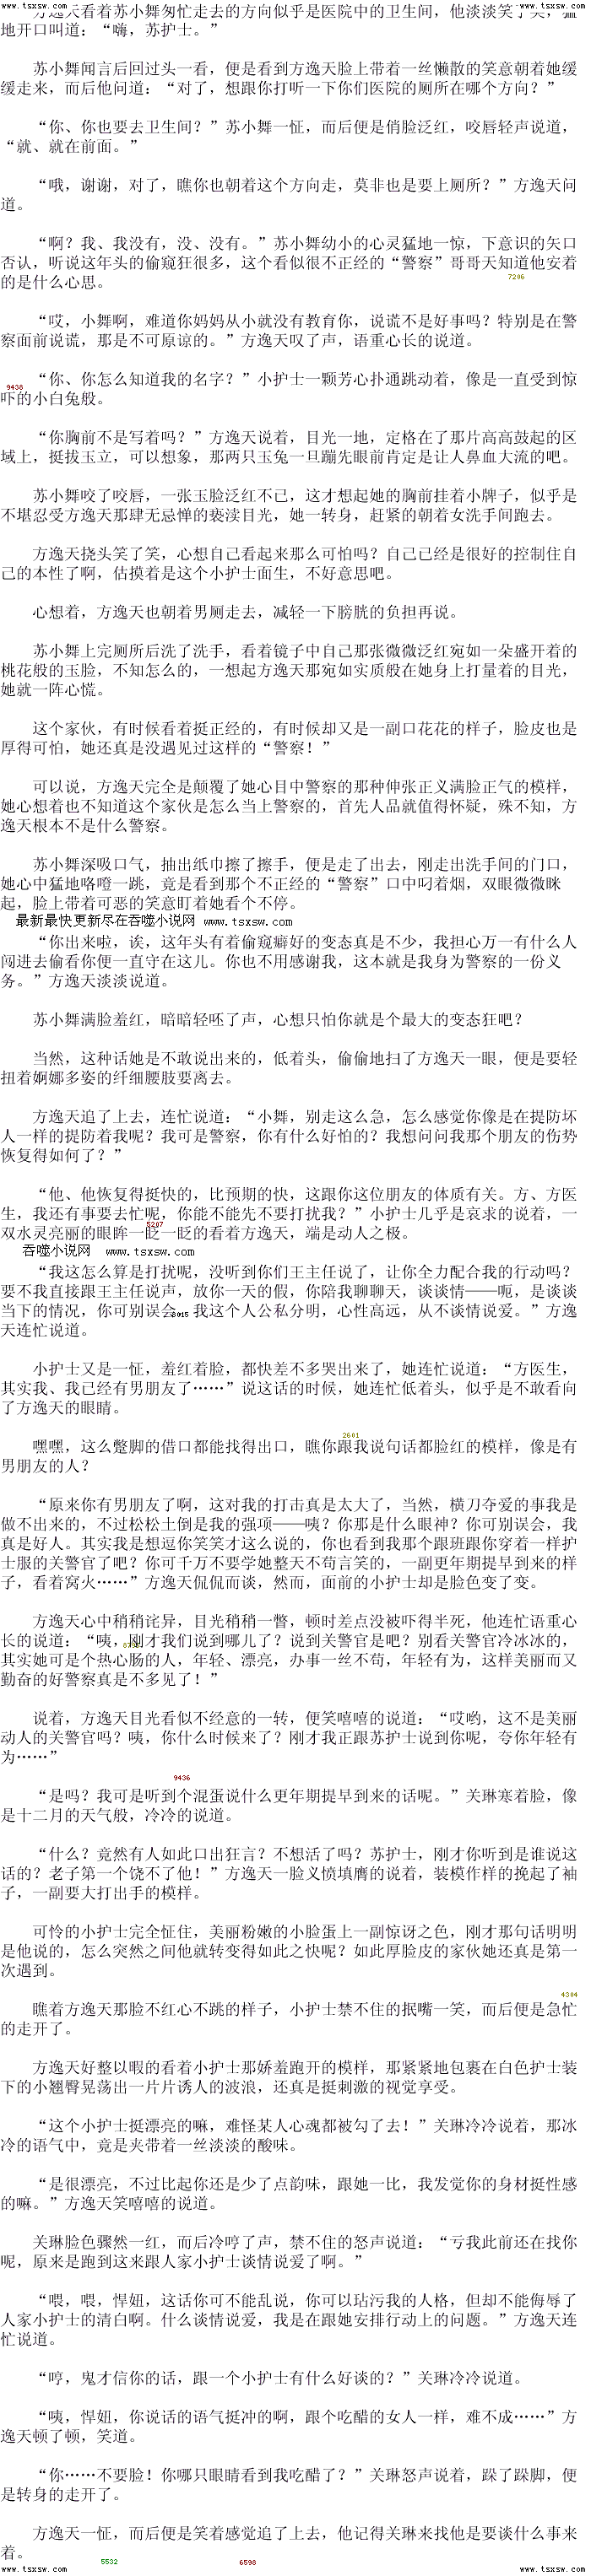 www.tsxsw.com www.tsxsw.com
方逸天看着苏小舞匆忙走去的方向似乎是医院中的卫生间，他淡淡笑了笑，
地开口叫道：“嗨，苏护士。”
苏小舞闻言后回过头一看，便是看到方逸天脸上带着一丝懒散的笑意朝着她缓
缓走来，而后他问道：“对了，想跟你打听一下你们医院的厕所在哪个方向？”
“你、你也要去卫生间？”苏小舞一怔，而后便是俏脸泛红，咬唇轻声说道，
“就、就在前面。”
“哦，谢谢，对了，瞧你也朝着这个方向走，莫非也是要上厕所？”方逸天问
道。
“啊？我、我没有，没、没有。”苏小舞幼小的心灵猛地一惊，下意识的矢口
否认，听说这年头的偷窥狂很多，这个看似很不正经的“警察”哥哥天知道他安着
的是什么心思。
7206
“哎，小舞啊，难道你妈妈从小就没有教育你，说谎不是好事吗？特别是在警
察面前说谎，那是不可原谅的。”方逸天叹了声，语重心长的说道。
“你、你怎么知道我的名字？”小护士一颗芳心扑通跳动着，像是一直受到惊
9438
吓的小白兔般。
“你胸前不是写着吗？”方逸天说着，目光一地，定格在了那片高高鼓起的区
域上，挺拔玉立，可以想象，那两只玉兔一旦蹦先眼前肯定是让人鼻血大流的吧。
苏小舞咬了咬唇，一张玉脸泛红不已，这才想起她的胸前挂着小牌子，似乎是
不堪忍受方逸天那肆无忌惮的亵渎目光，她一转身，赶紧的朝着女洗手间跑去。
方逸天挠头笑了笑，心想自己看起来那么可怕吗？自己已经是很好的控制住自
己的本性了啊，估摸着是这个小护士面生，不好意思吧。
心想着，方逸天也朝着男厕走去，减轻一下膀胱的负担再说。
苏小舞上完厕所后洗了洗手，看着镜子中自己那张微微泛红宛如一朵盛开着的
桃花般的玉脸，不知怎么的，一想起方逸天那宛如实质般在她身上打量着的目光，
她就一阵心慌。
这个家伙，有时候看着挺正经的，有时候却又是一副口花花的样子，脸皮也是
厚得可怕，她还真是没遇见过这样的“警察！”
可以说，方逸天完全是颠覆了她心目中警察的那种伸张正义满脸正气的模样，
她心想着也不知道这个家伙是怎么当上警察的，首先人品就值得怀疑，殊不知，方
逸天根本不是什么警察。
苏小舞深吸口气，抽出纸巾擦了擦手，便是走了出去，刚走出洗手间的门口，
她心中猛地咯噔一跳，竟是看到那个不正经的“警察”口中叼着烟，双眼微微眯
起，脸上带着可恶的笑意盯着她看个不停。
最新最快更新尽在吞噬小说网 www.tsxsw.com
“你出来啦，诶，这年头有着偷窥癖好的变态真是不少，我担心万一有什么人
闯进去偷看你便一直守在这儿。你也不用感谢我，这本就是我身为警察的一份义
务。”方逸天淡淡说道。
苏小舞满脸羞红，暗暗轻呸了声，心想只怕你就是个最大的变态狂吧？
当然，这种话她是不敢说出来的，低着头，偷偷地扫了方逸天一眼，便是要轻
扭着婀娜多姿的纤细腰肢要离去。
方逸天追了上去，连忙说道：“小舞，别走这么急，怎么感觉你像是在提防坏
人一样的提防着我呢？我可是警察，你有什么好怕的？我想问问我那个朋友的伤势
恢复得如何了？”
“他、他恢复得挺快的，比预期的快，这跟你这位朋友的体质有关。方、方医
生，我还有事要去忙呢，你能不能先不要打扰我？”小护士几乎是哀求的说着，一
5207
双水灵亮丽的眼眸一眨一眨的看着方逸天，端是动人之极。
吞噬小说网 www.tsxsw.com
“我这怎么算是打扰呢，没听到你们王主任说了，让你全力配合我的行动吗？
要不我直接跟王主任说声，放你一天的假，你陪我聊聊天，谈谈情——呃，是谈谈
当下的情况，你可别误会……我这个人公私分明，心性高远，从不谈情说爱。”方逸
天连忙说道。
小护士又是一怔，羞红着脸，都快差不多哭出来了，她连忙说道：“方医生，
其实我、我已经有男朋友了……”说这话的时候，她连忙低着头，似乎是不敢看向
了方逸天的眼睛。
2601
嘿嘿，这么蹩脚的借口都能找得出口，瞧你跟我说句话都脸红的模样，像是有
男朋友的人？
“原来你有男朋友了啊，这对我的打击真是太大了，当然，横刀夺爱的事我是
做不出来的，不过松松土倒是我的强项——咦？你那是什么眼神？你可别误会，我
真是好人。其实我是想逗你笑笑才这么说的，你也看到我那个跟班跟你穿着一样护
士服的关警官了吧？你可千万不要学她整天不苟言笑的，一副更年期提早到来的样
子，看着窝火……”方逸天侃侃而谈，然而，面前的小护士却是脸色变了变。
方逸天心中稍稍诧异，目光稍稍一瞥，顿时差点没被吓得半死，他连忙语重心
长的说道：“咦，刚才我们说到哪儿了？说到关警官是吧？别看关警官冷冰冰的，
其实她可是个热心肠的人，年轻、漂亮，办事一丝不苟，年轻有为，这样美丽而又
勤奋的好警察真是不多见了！”
说着，方逸天目光看似不经意的一转，便笑嘻嘻的说道：“哎哟，这不是美丽
动人的关警官吗？咦，你什么时候来了？刚才我正跟苏护士说到你呢，夸你年轻有
为……”
9436
“是吗？我可是听到个混蛋说什么更年期提早到来的话呢。”关琳寒着脸，像
是十二月的天气般，冷冷的说道。
“什么？竟然有人如此口出狂言？不想活了吗？苏护士，刚才你听到是谁说这
话的？老子第一个饶不了他！”方逸天一脸义愤填膺的说着，装模作样的挽起了袖
子，一副要大打出手的模样。
可怜的小护士完全怔住，美丽粉嫩的小脸蛋上一副惊讶之色，刚才那句话明明
是他说的，怎么突然之间他就转变得如此之快呢？如此厚脸皮的家伙她还真是第一
次遇到。
4304
瞧着方逸天那脸不红心不跳的样子，小护士禁不住的抿嘴一笑，而后便是急忙
的走开了。
方逸天好整以暇的看着小护士那娇羞跑开的模样，那紧紧地包裹在白色护士装
下的小翘臀晃荡出一片片诱人的波浪，还真是挺刺激的视觉享受。
“这个小护士挺漂亮的嘛，难怪某人心魂都被勾了去！”关琳冷冷说着，那冰
冷的语气中，竟是夹带着一丝淡淡的酸味。
“是很漂亮，不过比起你还是少了点韵味，跟她一比，我发觉你的身材挺性感
的嘛。”方逸天笑嘻嘻的说道。
关琳脸色骤然一红，而后冷哼了声，禁不住的怒声说道：“亏我此前还在找你
呢，原来是跑到这来跟人家小护士谈情说爱了啊。”
“喂，喂，悍妞，这话你可不能乱说，你可以玷污我的人格，但却不能侮辱了
人家小护士的清白啊。什么谈情说爱，我是在跟她安排行动上的问题。”方逸天连
忙说道。
“哼，鬼才信你的话，跟一个小护士有什么好谈的？”关琳冷冷说道。
“咦，悍妞，你说话的语气挺冲的啊，跟个吃醋的女人一样，难不成……”方
逸天顿了顿，笑道。
“你……不要脸！你哪只眼睛看到我吃醋了？”关琳怒声说着，跺了跺脚，便
是转身的走开了。
方逸天一怔，而后便是笑着感觉追了上去，他记得关琳来找他是要谈什么事来
着。
5532 6598
www.tsxsw.com www.tsxsw.com